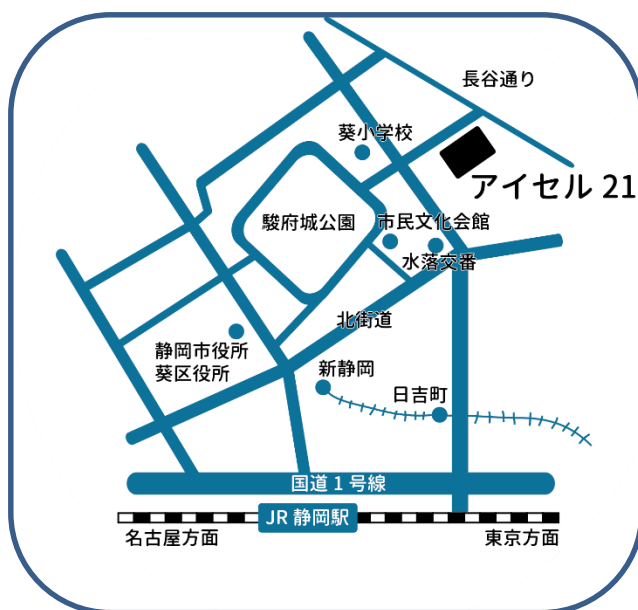 長谷通り
葵小学校
アイセル 21
駿府城公園
市民文化会館
水落交番
北街道
静岡市役所
葵区役所
新静岡
日吉町
国道 1 号線
JR 静岡駅
名古屋方面
東京方面